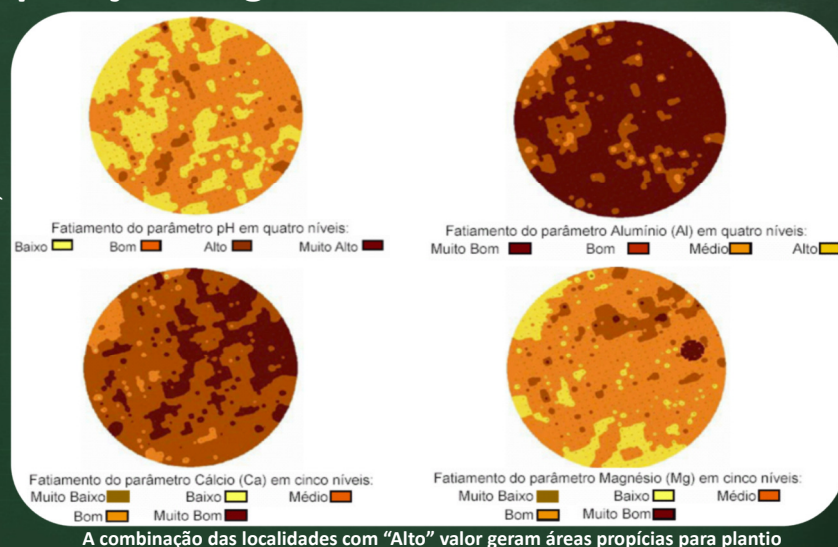 Fatiamento do parâmetro pH em quatro níveis:
Baixo Bom Alto Muito Alto
Fatiamento do parâmetro Alumínio (Al) em quatro níveis:
Muito Bom Bom Médio Alto
Fatiamento do parâmetro Cálcio (Ca) em cinco níveis:
Muito Baixo Baixo Médio
Bom Muito Bom
Fatiamento do parâmetro Magnésio (Mg) em cinco níveis:
Muito Baixo Baixo Médio
Bom Muito Bom
A combinação das localidades com “Alto” valor geram áreas propícias para plantio